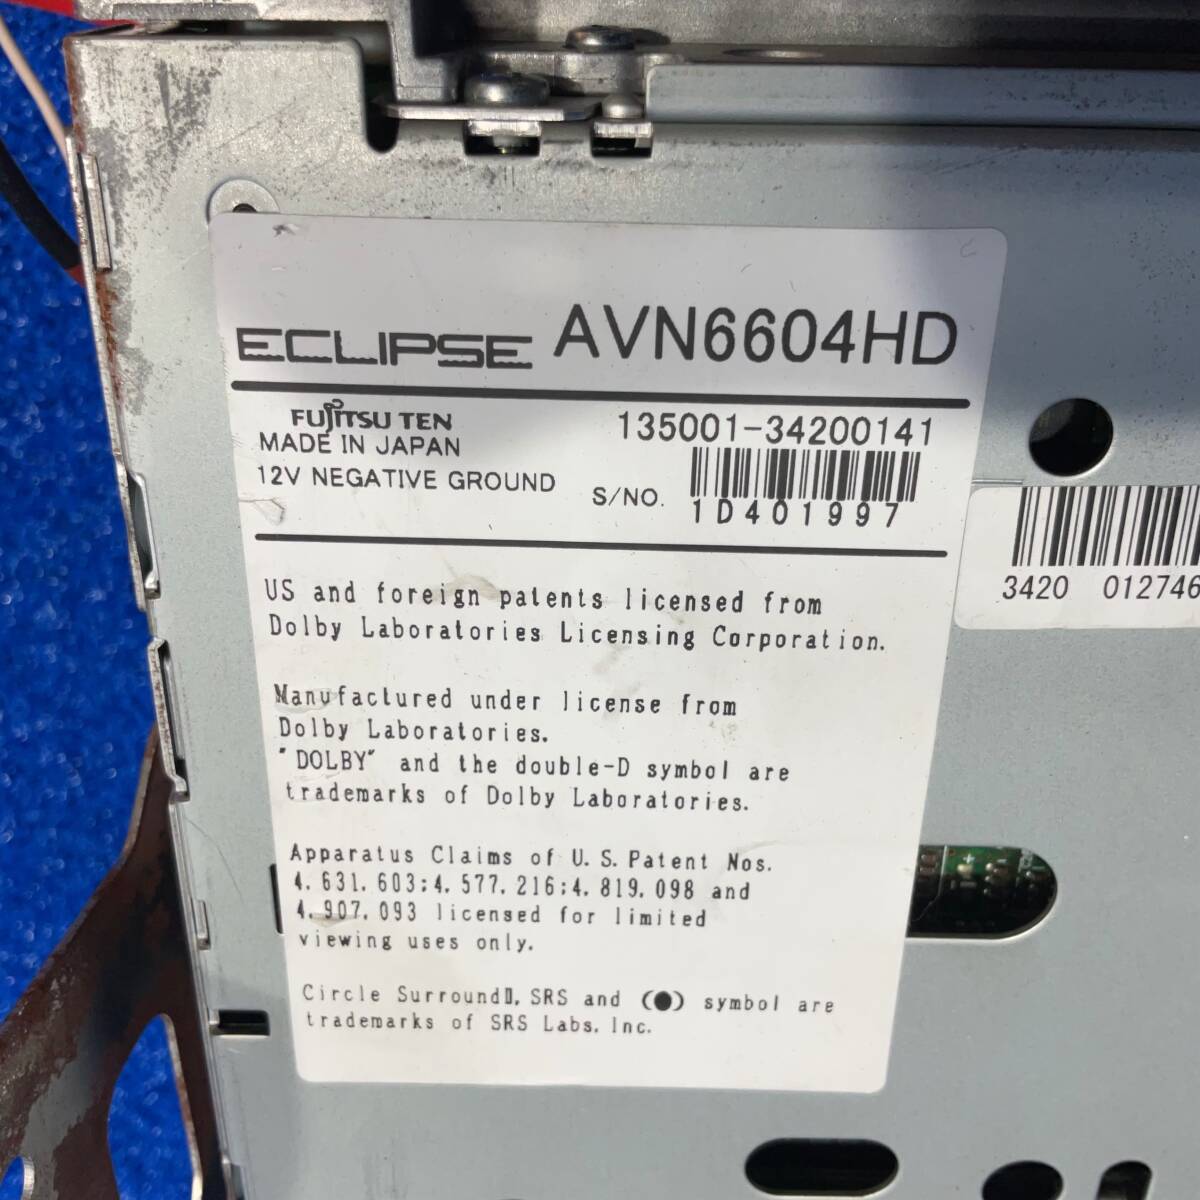 ECLIPSE AVN6604HD
FUJITSU TEN
MADE IN JAPAN
12V NEGATIVE GROUND
135001-34200141
S/NO.
1D401997
3420 012746
US and foreign patents licensed from
Dolby Laboratories Licensing Corporation.
Manufactured under license from
Dolby Laboratories.
"DOLBY" and the double-D symbol are
trademarks of Dolby Laboratories.
Apparatus Claims of U.S. Patent Nos.
4,631,603;4,577,216;4,819,098 and
4,907,093 licensed for limited
viewing uses only.
Circle SurroundⅡ, SRS and (●) symbol are
trademarks of SRS Labs, Inc.